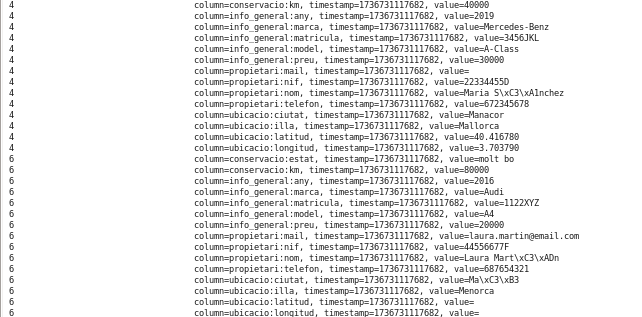 4 column=conservacio:km, timestamp=1736731117682, value=40000
4 column=info_general:any, timestamp=1736731117682, value=2019
4 column=info_general:marca, timestamp=1736731117682, value=Mercedes-Benz
4 column=info_general:matricula, timestamp=1736731117682, value=3456JKL
4 column=info_general:model, timestamp=1736731117682, value=A-Class
4 column=info_general:preu, timestamp=1736731117682, value=30000
4 column=propietari:mail, timestamp=1736731117682, value=
4 column=propietari:nif, timestamp=1736731117682, value=22334455D
4 column=propietari:nom, timestamp=1736731117682, value=Maria S\xC3\xA1nchez
4 column=propietari:telefon, timestamp=1736731117682, value=672345678
4 column=ubicacio:ciutat, timestamp=1736731117682, value=Manacor
4 column=ubicacio:illa, timestamp=1736731117682, value=Mallorca
4 column=ubicacio:latitud, timestamp=1736731117682, value=40.416780
4 column=ubicacio:longitud, timestamp=1736731117682, value=3.703790
6 column=conservacio:estat, timestamp=1736731117682, value=molt bo
6 column=conservacio:km, timestamp=1736731117682, value=80000
6 column=info_general:any, timestamp=1736731117682, value=2016
6 column=info_general:marca, timestamp=1736731117682, value=Audi
6 column=info_general:matricula, timestamp=1736731117682, value=1122XYZ
6 column=info_general:model, timestamp=1736731117682, value=A4
6 column=info_general:preu, timestamp=1736731117682, value=20000
6 column=propietari:mail, timestamp=1736731117682, value=laura.martin@email.com
6 column=propietari:nif, timestamp=1736731117682, value=44556677F
6 column=propietari:nom, timestamp=1736731117682, value=Laura Mart\xC3\xADn
6 column=propietari:telefon, timestamp=1736731117682, value=687654321
6 column=ubicacio:ciutat, timestamp=1736731117682, value=Ma\xC3\xB3
6 column=ubicacio:illa, timestamp=1736731117682, value=Menorca
6 column=ubicacio:latitud, timestamp=1736731117682, value=
6 column=ubicacio:longitud, timestamp=1736731117682, value=